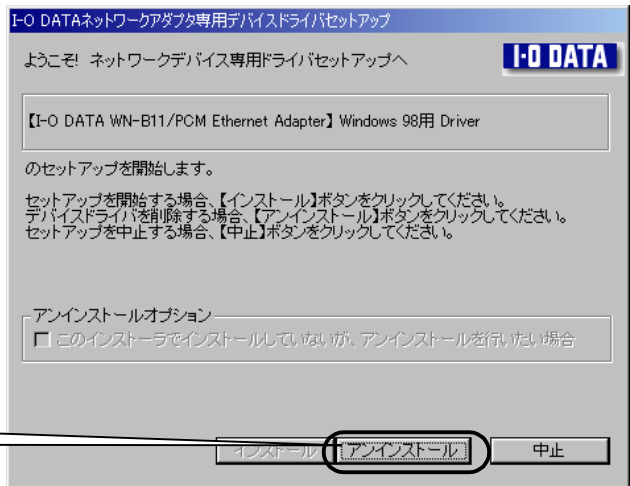 I-O DATAネットワークアダプタ専用デバイスドライバセットアップ
ようこそ! ネットワークデバイス専用ドライバセットアップへ
I-O DATA
【I-O DATA WN-B11/PCM Ethernet Adapter】 Windows 98用 Driver
のセットアップを開始します。
セットアップを開始する場合、【インストール】ボタンをクリックしてください。
デバイスドライバを削除する場合、【アンインストール】ボタンをクリックしてください。
セットアップを中止する場合、【中止】ボタンをクリックしてください。
アンインストールオプション
このインストーラでインストールしていないが、アンインストールを行いたい場合
インストール
アンインストール
中止